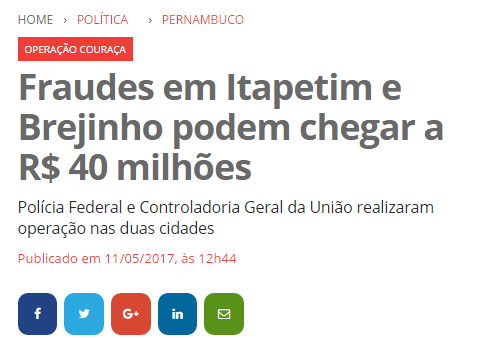 HOME › POLÍTICA › PERNAMBUCO
OPERAÇÃO COURAÇA
Fraudes em Itapetim e
Brejinho podem chegar a
R$ 40 milhões
Polícia Federal e Controladoria Geral da União realizaram
operação nas duas cidades
Publicado em 11/05/2017, às 12h44